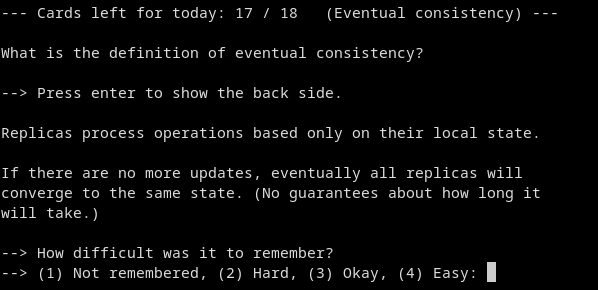 --- Cards left for today: 17 / 18   (Eventual consistency) ---
What is the definition of eventual consistency?
--> Press enter to show the back side.
Replicas process operations based only on their local state.
If there are no more updates, eventually all replicas will
converge to the same state. (No guarantees about how long it
will take.)
--> How difficult was it to remember?
--> (1) Not remembered, (2) Hard, (3) Okay, (4) Easy: